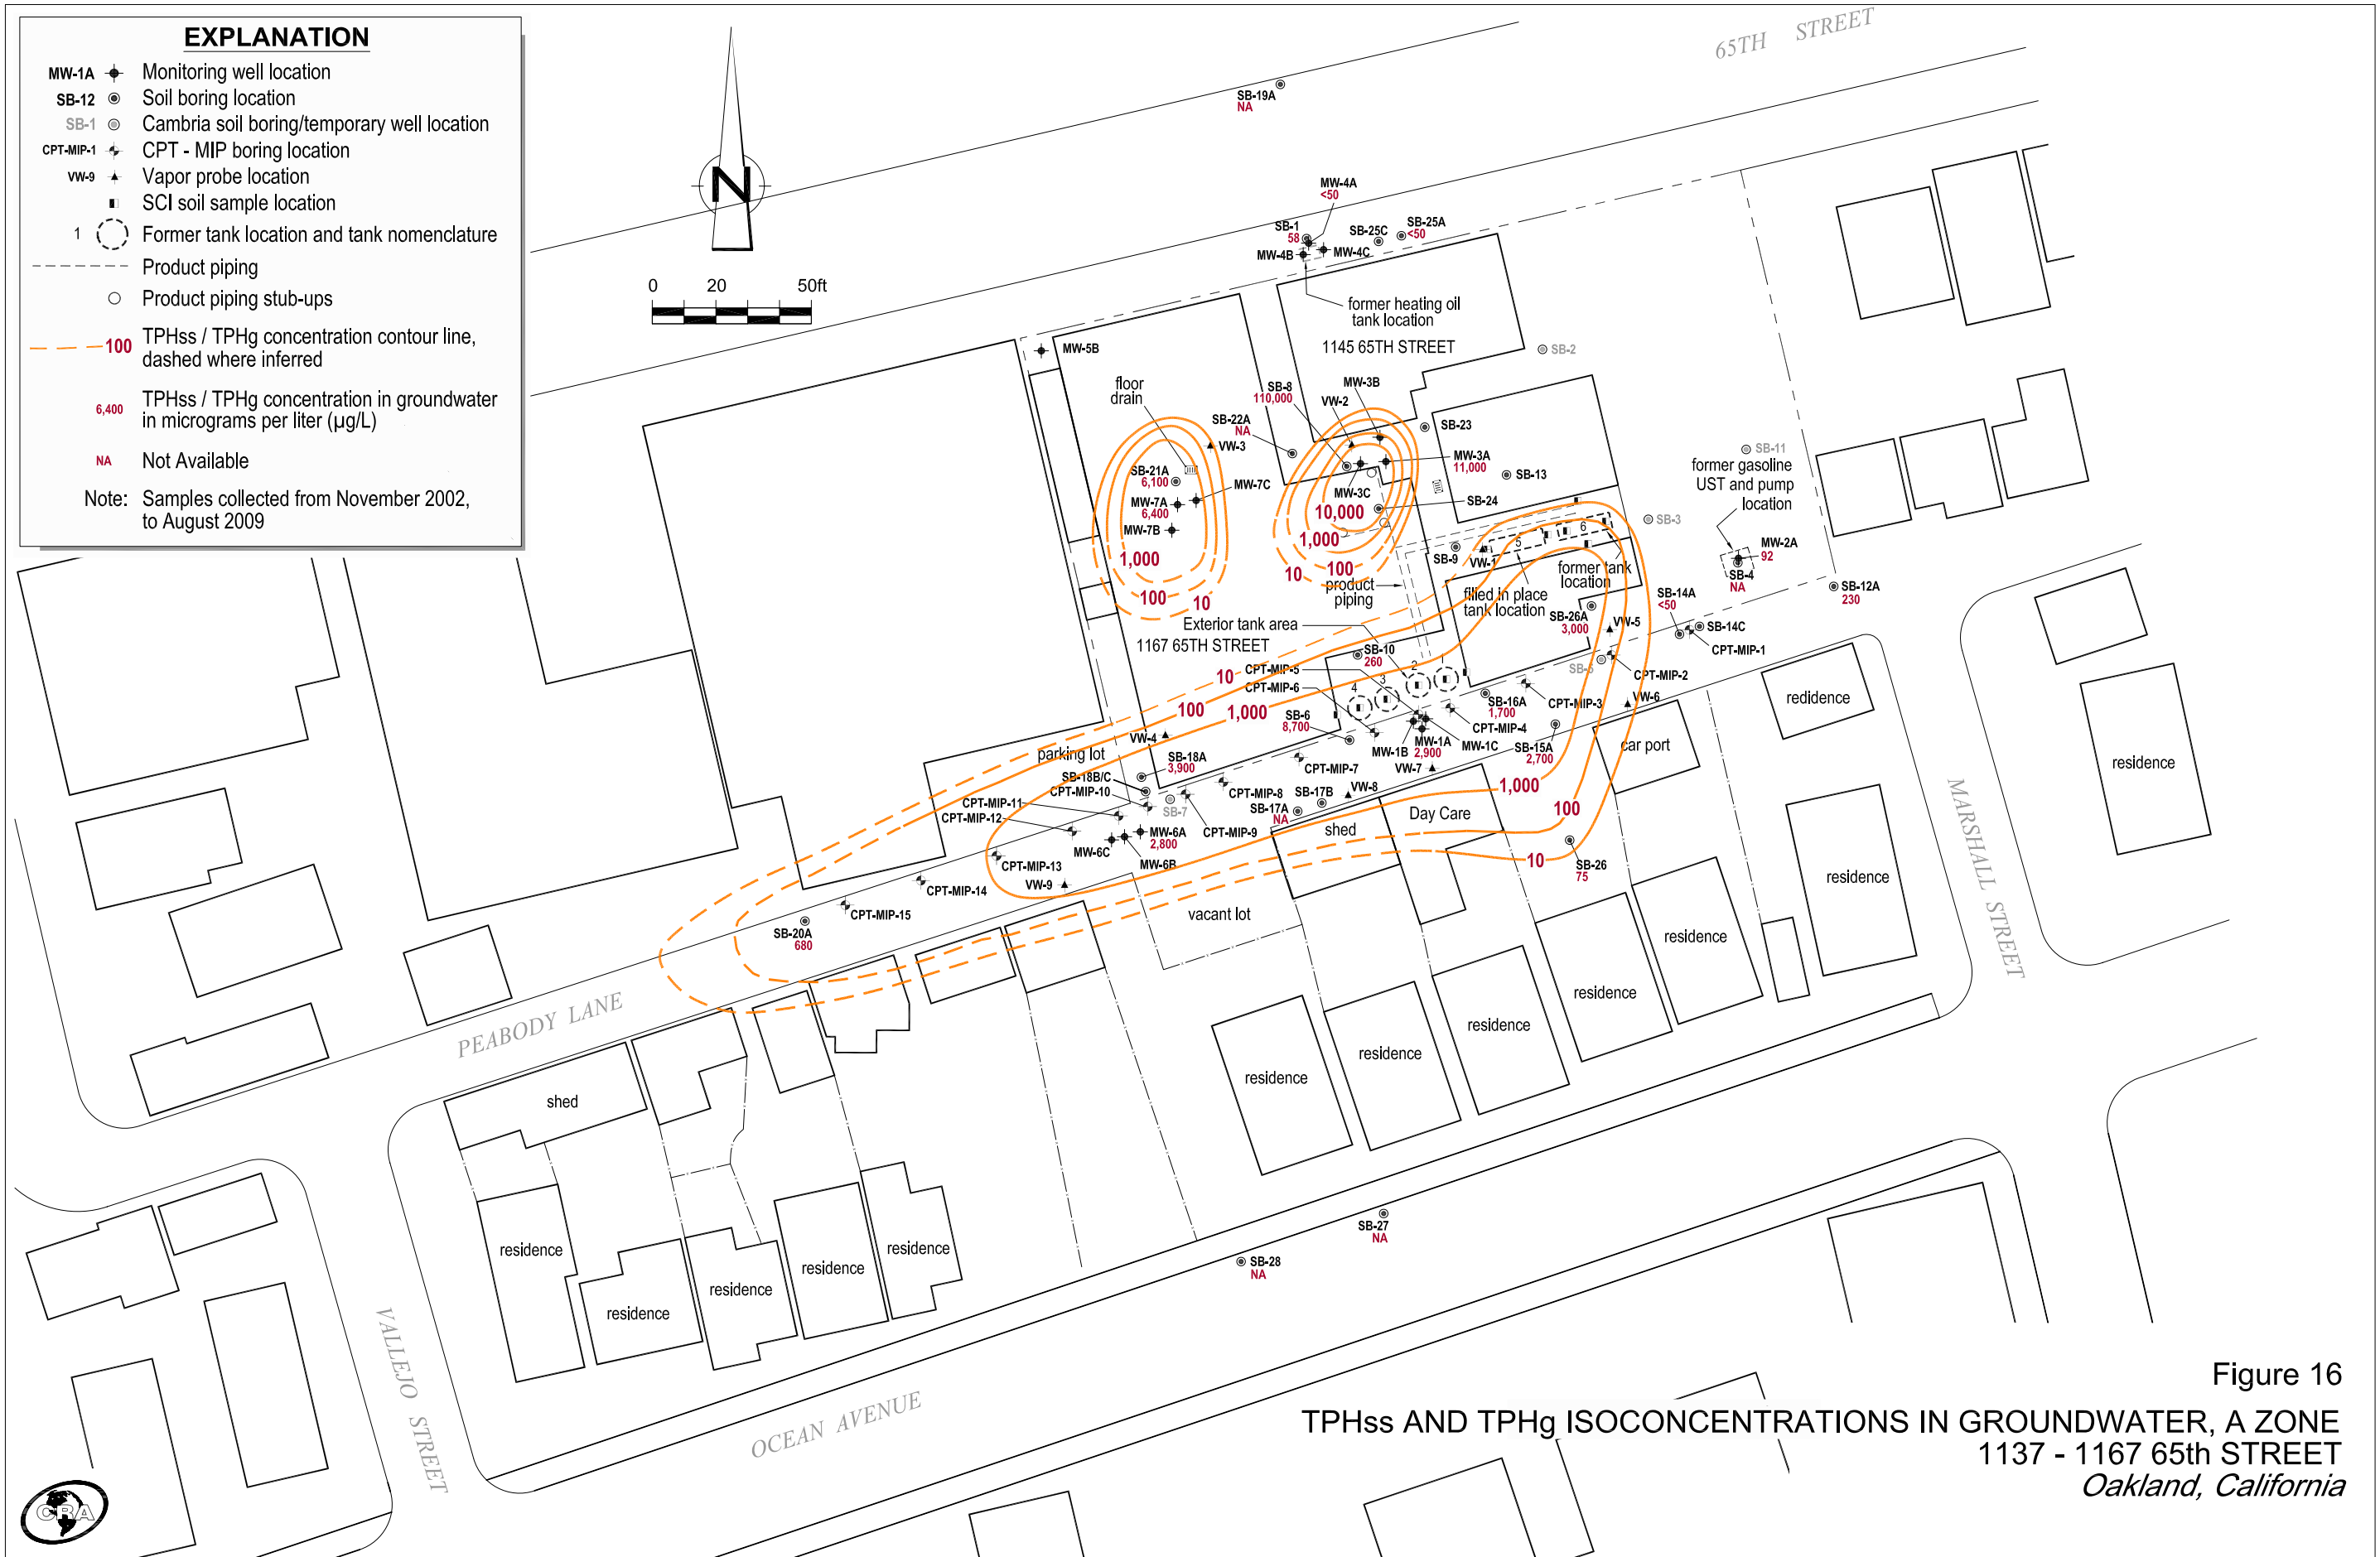 EXPLANATION
MW-1A Monitoring well location
SB-12 Soil boring location
SB-1 Cambria soil boring/temporary well location
CPT-MIP-1 CPT - MIP boring location
VW-9 Vapor probe location
SCI soil sample location
1 Former tank location and tank nomenclature
Product piping
Product piping stub-ups
100 TPHss / TPHg concentration contour line,
dashed where inferred
6,400 TPHss / TPHg concentration in groundwater
in micrograms per liter (µg/L)
NA Not Available
Note: Samples collected from November 2002,
to August 2009
N
0 20 50ft
65TH STREET
SB-19A
NA
MW-4A
<50
SB-1
58
SB-25C
SB-25A
<50
MW-4B
MW-4C
former heating oil
tank location
1145 65TH STREET
MW-5B
SB-2
floor
drain
SB-8
110,000
MW-3B
VW-2
SB-22A
NA
VW-3
SB-23
SB-21A
6,100
MW-7C
MW-7A
6,400
MW-7B
MW-3A
11,000
SB-13
MW-3C
SB-24
10,000
1,000
100
10
1,000
100
10
SB-11
former gasoline
UST and pump
location
SB-3
MW-2A
92
SB-4
NA
SB-12A
230
SB-9
VW-1
5
6
former tank
location
filled in place
tank location
product
piping
Exterior tank area
1167 65TH STREET
SB-26A
3,000
VW-5
SB-14A
<50
SB-14C
CPT-MIP-1
SB-10
260
CPT-MIP-5
CPT-MIP-6
1
2
3
4
SB-5
CPT-MIP-2
VW-6
CPT-MIP-3
SB-16A
1,700
CPT-MIP-4
10
100
1,000
SB-6
8,700
MW-1B
MW-1A
2,900
MW-1C
SB-15A
2,700
car port
redidence
residence
VW-4
parking lot
SB-18A
3,900
SB-18B/C
CPT-MIP-10
CPT-MIP-7
VW-7
CPT-MIP-8
SB-17B
VW-8
SB-17A
NA
1,000
100
10
CPT-MIP-11
CPT-MIP-12
SB-7
CPT-MIP-9
shed
Day Care
MW-6A
2,800
MW-6C
MW-6B
CPT-MIP-13
VW-9
CPT-MIP-14
CPT-MIP-15
SB-20A
680
SB-26
75
vacant lot
residence
residence
residence
residence
residence
residence
MARSHALL STREET
PEABODY LANE
shed
residence
residence
residence
residence
residence
SB-27
NA
SB-28
NA
VALLEJO STREET
OCEAN AVENUE
CRA
Figure 16
TPHss AND TPHg ISOCONCENTRATIONS IN GROUNDWATER, A ZONE
1137 - 1167 65th STREET
Oakland, California